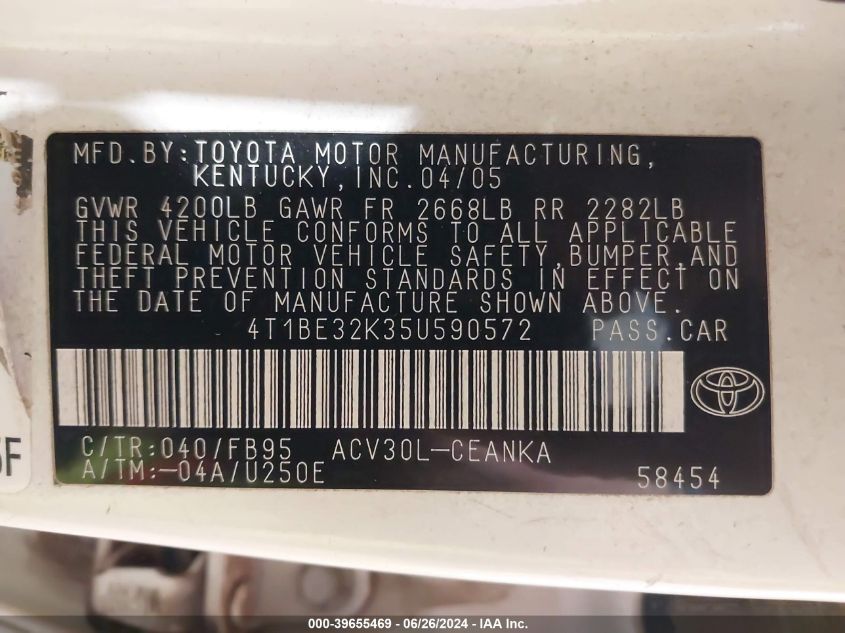 MFD.BY:TOYOTA MOTOR MANUFACTURING,
KENTUCKY,INC.04/05
GVWR 4200LB GAWR FR 2668LB RR 2282LB
THIS VEHICLE CONFORMS TO ALL APPLICABLE
FEDERAL MOTOR VEHICLE SAFETY,BUMPER,AND
THEFT PREVENTION STANDARDS IN EFFECT ON
THE DATE OF MANUFACTURE SHOWN ABOVE.
4T1BE32K35U590572 PASS.CAR
C/TR:040/FB95 ACV30L-CEANKA
A/TM:-04A/U250E 58454
000-39655469 - 06/26/2024 - IAA Inc.